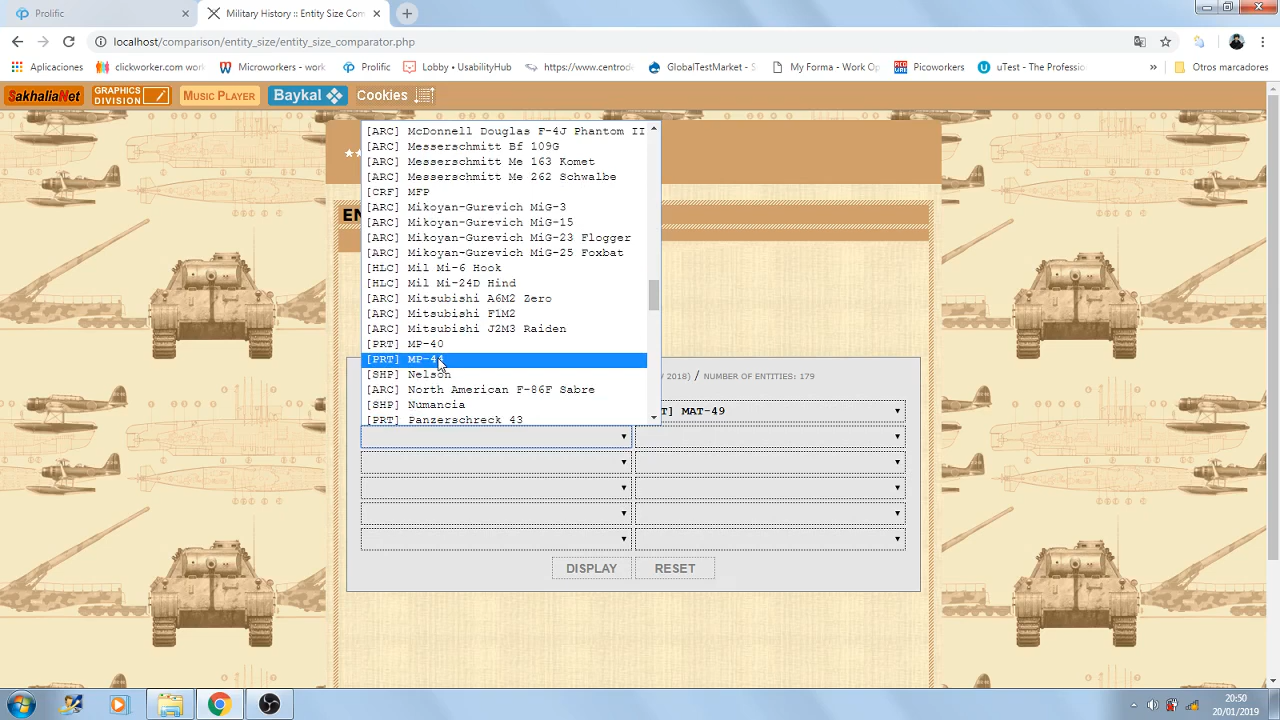 Prolific
Military History :: Entity Size Com
localhost/comparison/entity_size/entity_size_comparator.php
Aplicaciones
clickworker.com work
Microworkers - work
Prolific
Lobby • UsabilityHub
https://www.centrode
GlobalTestMarket - S
My Forma - Work Op
Picoworkers
uTest - The Professio
Otros marcadores
SakhaliaNet
GRAPHICS
DIVISION
MUSIC PLAYER
Baykal
Cookies
EN
[ARC] McDonnell Douglas F-4J Phantom II
[ARC] Messerschmitt Bf 109G
[ARC] Messerschmitt Me 163 Komet
[ARC] Messerschmitt Me 262 Schwalbe
[CRF] MFP
[ARC] Mikoyan-Gurevich MiG-3
[ARC] Mikoyan-Gurevich MiG-15
[ARC] Mikoyan-Gurevich MiG-23 Flogger
[ARC] Mikoyan-Gurevich MiG-25 Foxbat
[HLC] Mil Mi-6 Hook
[HLC] Mil Mi-24D Hind
[ARC] Mitsubishi A6M2 Zero
[ARC] Mitsubishi F1M2
[ARC] Mitsubishi J2M3 Raisen
[PRT] MP-40
[PRT]
[SHP] Nelson
[ARC] North American F-86F Sabre
[SHP] Numancia
[PRT] Panzerschreck 43
2018) / NUMBER OF ENTITIES: 179
T] MAT-49
DISPLAY
RESET
20:50
20/01/2019